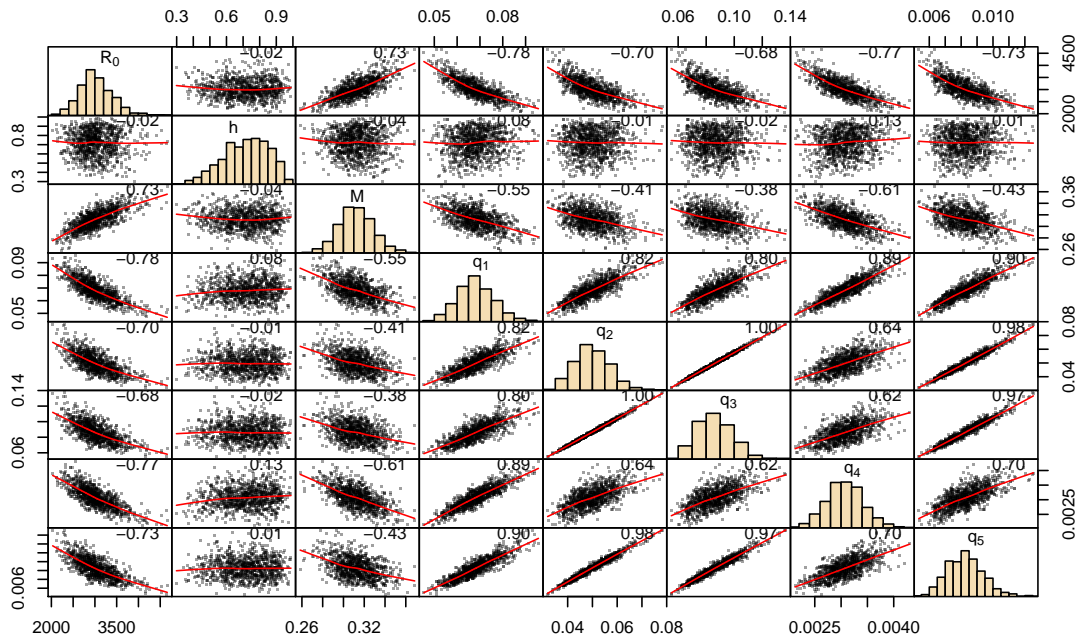 0.3 0.6 0.9 0.05 0.08 0.06 0.10 0.14 0.006 0.010
R_0 −0.02 0.73 −0.78 −0.70 −0.68 −0.77 −0.73 2000 4500
0.3 0.8 −0.02 h −0.04 0.08 −0.01 −0.02 0.13 0.01
0.73 −0.04 M −0.55 −0.41 −0.38 −0.61 −0.43 0.26 0.36
0.05 0.09 −0.78 0.08 −0.55 q_1 0.82 0.80 0.89 0.90
−0.70 −0.01 −0.41 0.82 q_2 1.00 0.64 0.98 0.04 0.08
0.06 0.14 −0.68 −0.02 −0.38 0.80 1.00 q_3 0.62 0.97
−0.77 0.13 −0.61 0.89 0.64 0.62 q_4 0.70 0.0025
0.006 −0.73 0.01 −0.43 0.90 0.98 0.97 0.70 q_5
2000 3500 0.26 0.32 0.04 0.06 0.08 0.0025 0.0040